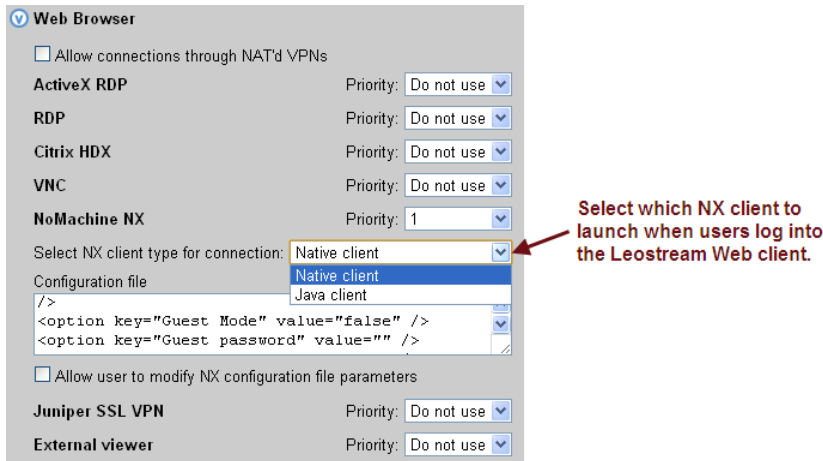 Web Browser
Allow connections through NAT'd VPNs
ActiveX RDP Priority: Do not use
RDP Priority: Do not use
Citrix HDX Priority: Do not use
VNC Priority: Do not use
NoMachine NX Priority: 1
Select NX client type for connection: Native client
Native client
Java client
Configuration file
/>
<option key="Guest Mode" value="false" />
<option key="Guest password" value="" />
Allow user to modify NX configuration file parameters
Juniper SSL VPN Priority: Do not use
External viewer Priority: Do not use
Select which NX client to
launch when users log into
the Leostream Web client.